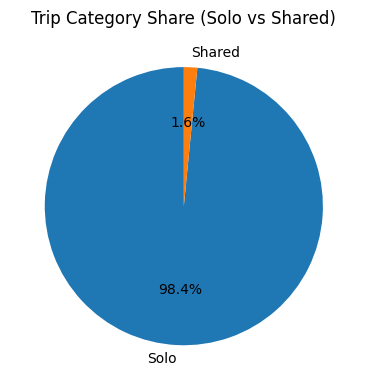 Trip Category Share (Solo vs Shared)
Shared
1.6%
98.4%
Solo